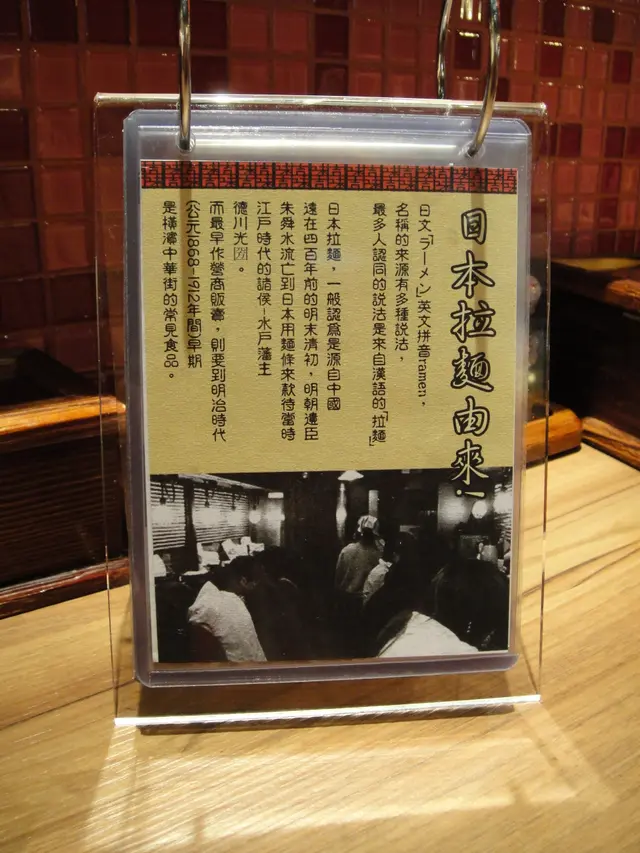 日本拉麵由來
日文「ラーメン」英文拼音ramen，
名稱的來源有多種說法，
最多人認同的說法是來自漢語的「拉麵」
日本拉麵，一般認為是源自中國
遠在四百年前的明末清初，明朝遺臣
朱舜水流亡到日本用麵條來款待當時
江戶時代的諸侯-水戶藩主
德川光。
而最早作營商販賣，則要到明治時代
(公元1868-1912年間)早期
是橫濱中華街的常見食品。